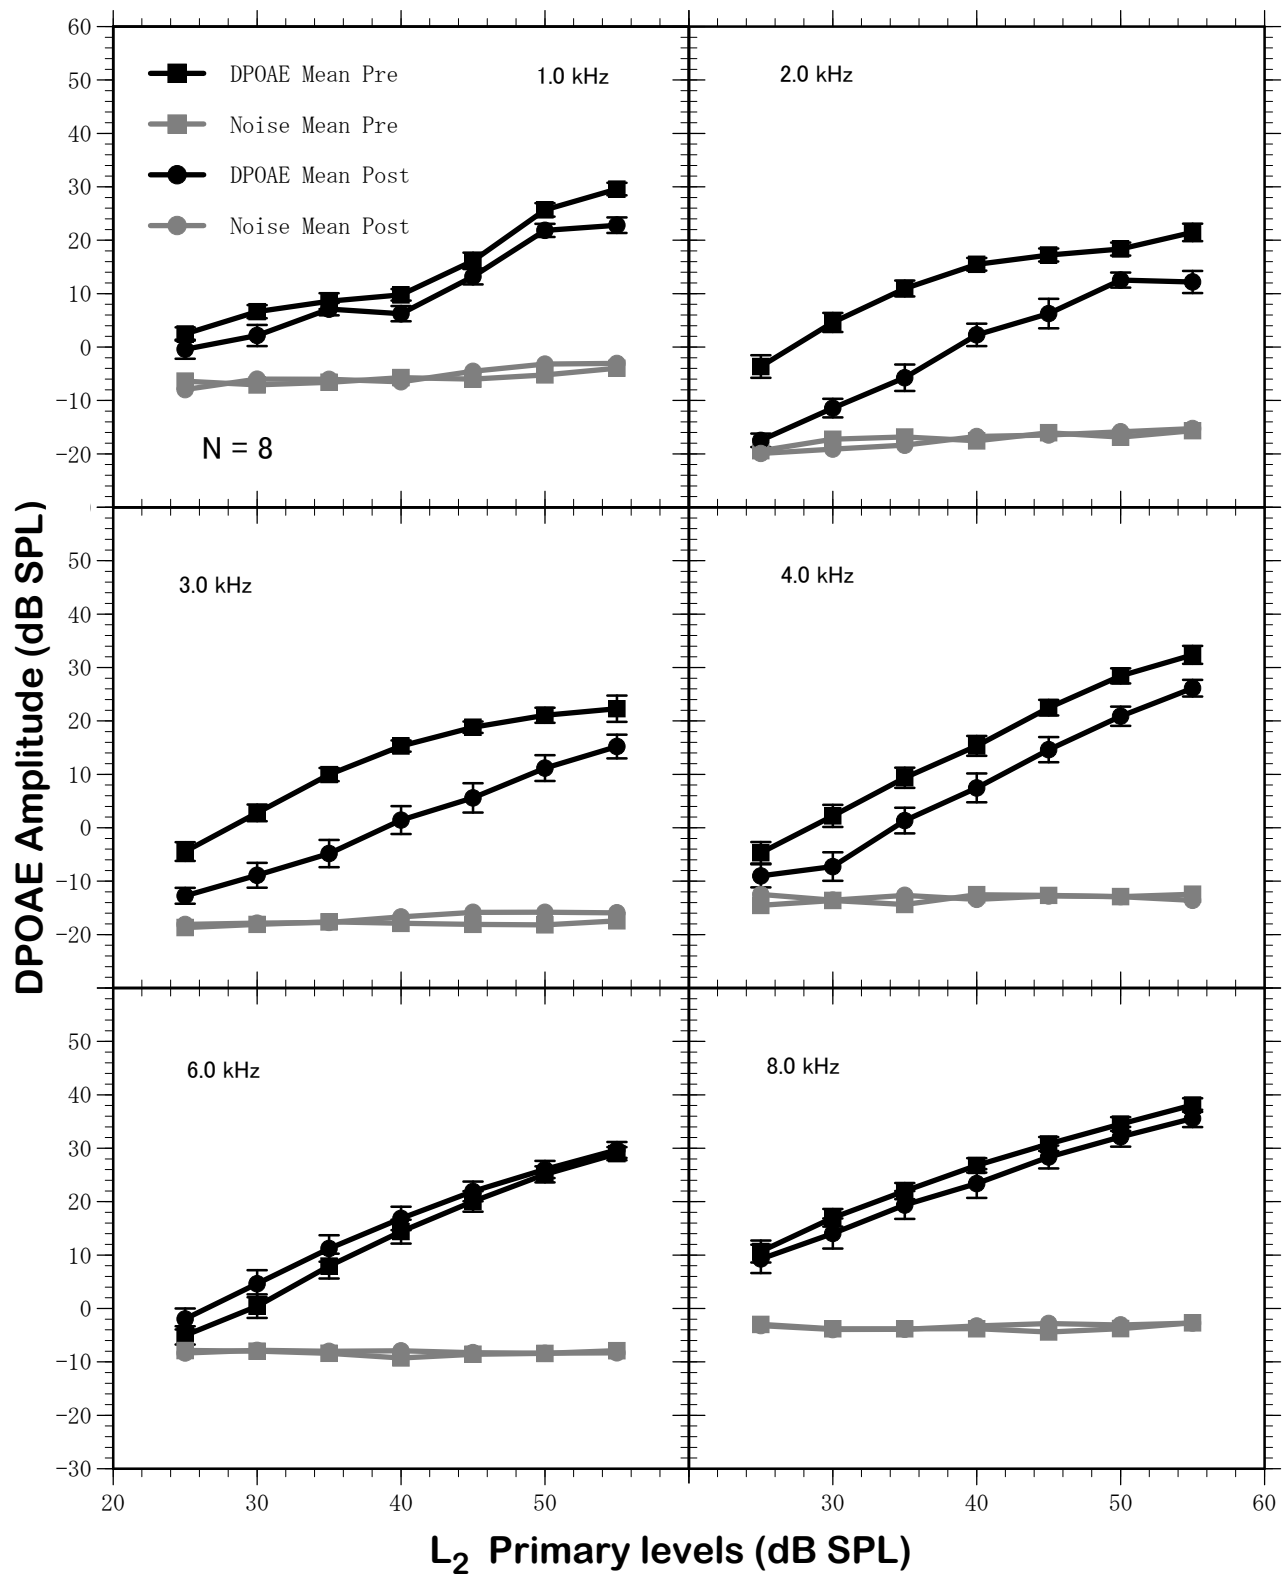 60
50
40
30
20
10
0
-10
-20
DPOAE Mean Pre
Noise Mean Pre
DPOAE Mean Post
Noise Mean Post
1.0 kHz
N = 8
2.0 kHz
DPOAE Amplitude (dB SPL)
50
40
30
20
10
0
-10
-20
3.0 kHz
4.0 kHz
50
40
30
20
10
0
-10
-20
-30
6.0 kHz
8.0 kHz
20 30 40 50 30 40 50 60
L2 Primary levels (dB SPL)